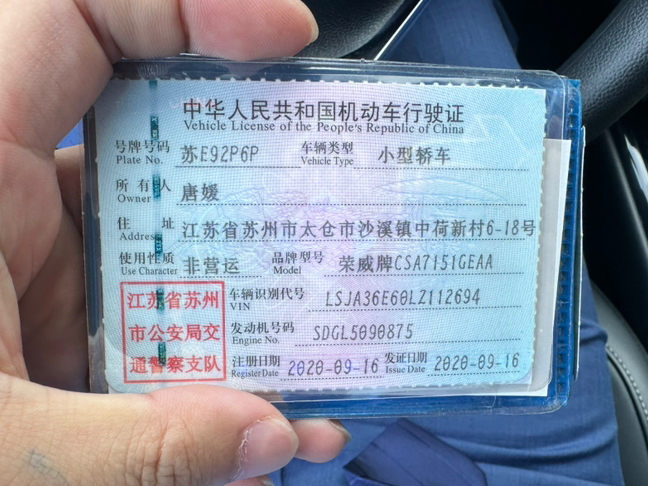 中华人民共和国机动车行驶证
Vehicle License of the People's Republic of China
号牌号码 苏E92P6P 车辆类型 小型轿车
Plate No. Vehicle Type
所有人 唐媛
Owner
住址 江苏省苏州市太仓市沙溪镇中荷新村6-18号
Address
使用性质 非营运 品牌型号 荣威牌CSA7151GEAA
Use Character Model
江苏省苏州 车辆识别代号 LSJA36E60LZ112694
VIN
市公安局交 发动机号码 SDGL5090875
Engine No.
通警察支队 注册日期 2020-09-16 发证日期 2020-09-16
Register Date Issue Date